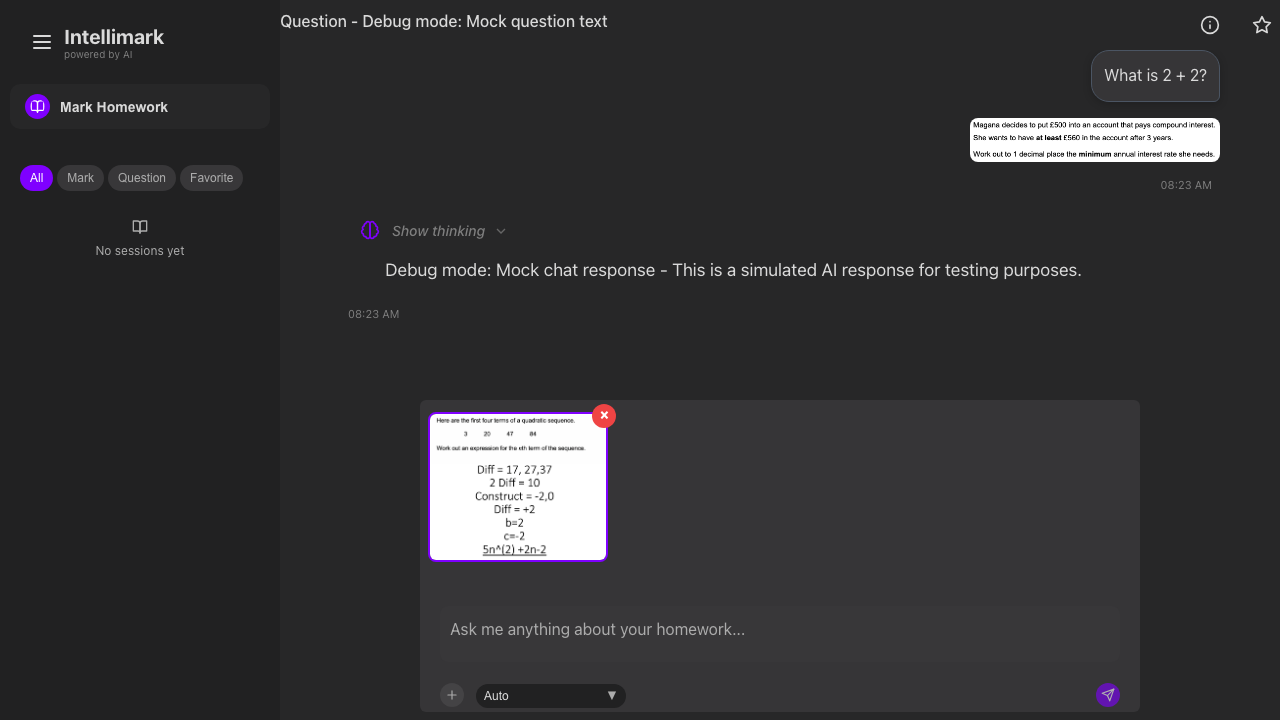 Intellimark
powered by AI
Mark Homework
All Mark Question Favorite
No sessions yet
Question - Debug mode: Mock question text
What is 2 + 2?
Magana decides to put £500 into an account that pays compound interest.
She wants to have at least £560 in the account after 3 years.
Work out to 1 decimal place the minimum annual interest rate she needs.
08:23 AM
Show thinking
Debug mode: Mock chat response - This is a simulated AI response for testing purposes.
08:23 AM
Here are the first four terms of a quadratic sequence.
3 20 47 84
Work out an expression for the nth term of the sequence.
Diff = 17, 27,37
2 Diff = 10
Construct = -2,0
Diff = +2
b=2
c=-2
5n^(2) +2n-2
Ask me anything about your homework...
Auto